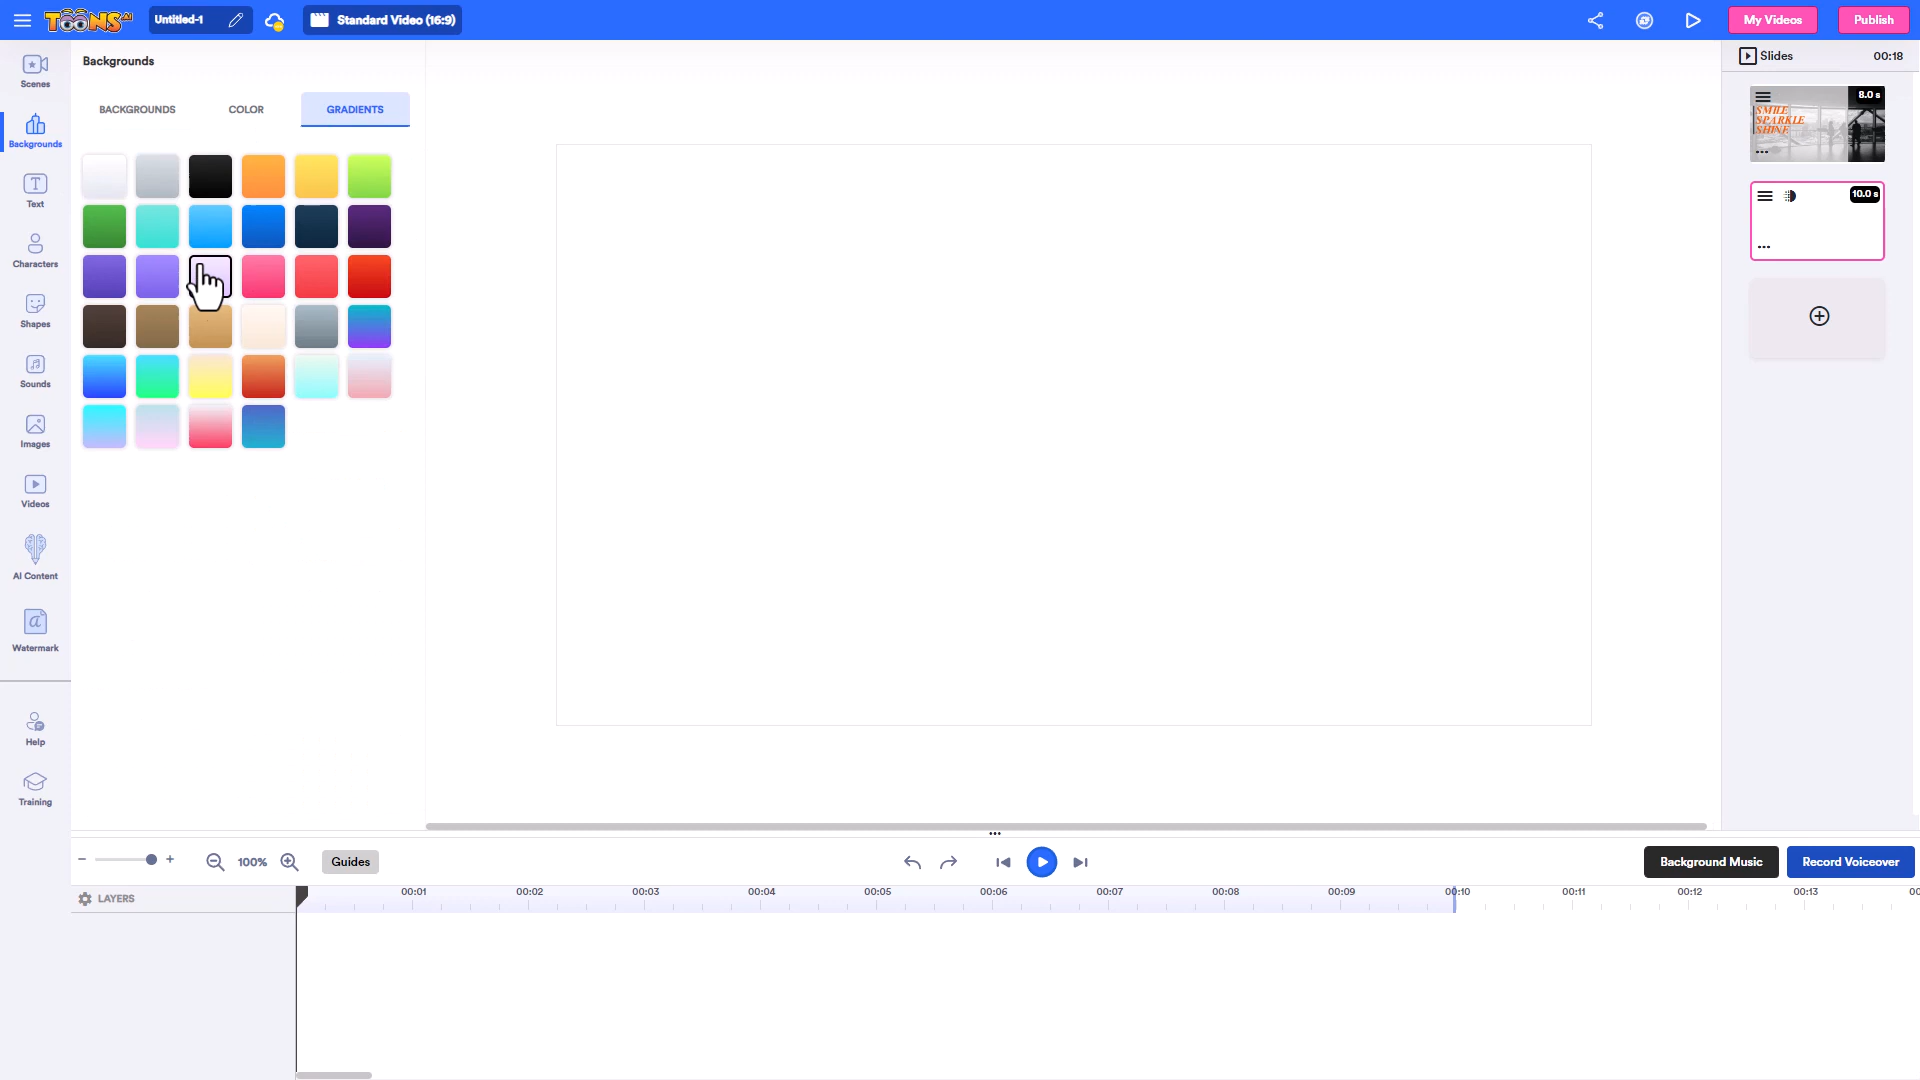 TOONS AI
Untitled-1
Standard Video (16:9)
My Videos
Publish
Scenes
Backgrounds
Text
Characters
Shapes
Sounds
Images
Videos
AI Content
Watermark
Help
Training
Backgrounds
BACKGROUNDS
COLOR
GRADIENTS
Slides
00:18
8.0 s
SMILE
SPARKLE
SHINE
10.0 s
100%
Guides
Background Music
Record Voiceover
LAYERS
00:01
00:02
00:03
00:04
00:05
00:06
00:07
00:08
00:09
00:10
00:11
00:12
00:13